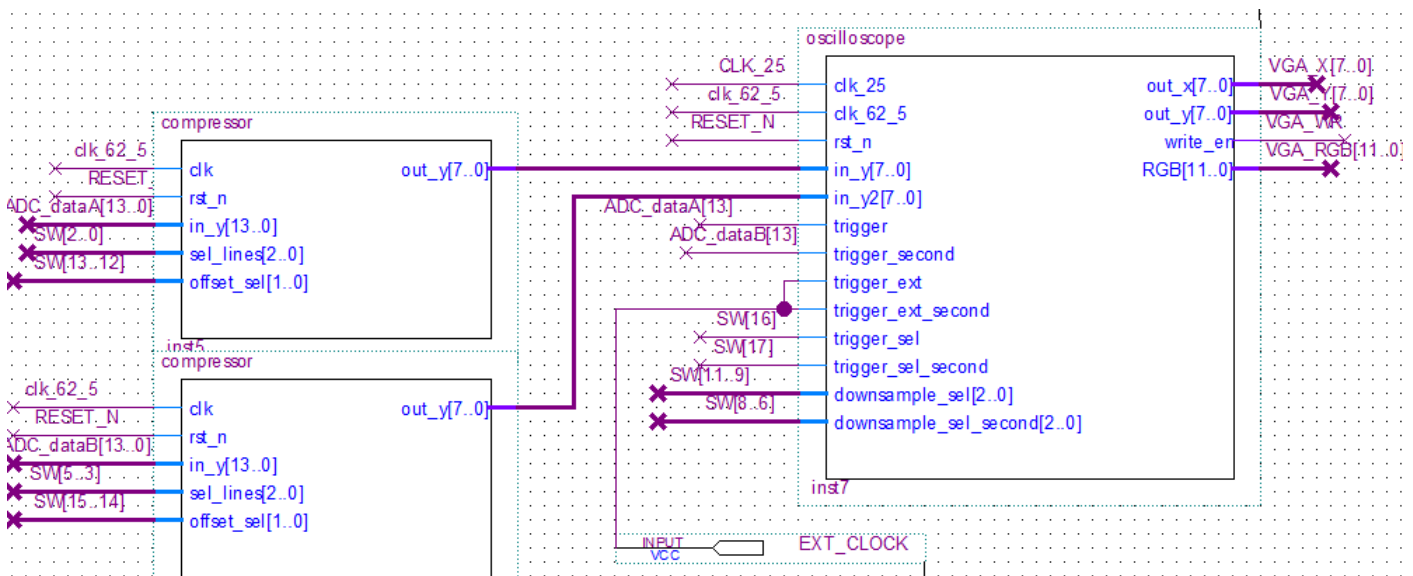 compressor
clk_62_5
RESET_
ADC_dataA[13..0]
SW[2..0]
SW[13..12]
clk
rst_n
in_y[13..0]
sel_lines[2..0]
offset_sel[1..0]
out_y[7..0]
inst5
compressor
clk_62_5
RESET_N
ADC_dataB[13..0]
SW[5..3]
SW[15..14]
clk
rst_n
in_y[13..0]
sel_lines[2..0]
offset_sel[1..0]
out_y[7..0]
oscilloscope
CLK_25
clk_62_5
RESET_N
ADC_dataA[13]
ADC_dataB[13]
SW[16]
SW[17]
SW[11..9]
SW[8..6]
clk_25
clk_62_5
rst_n
in_y[7..0]
in_y2[7..0]
trigger
trigger_second
trigger_ext
trigger_ext_second
trigger_sel
trigger_sel_second
downsample_sel[2..0]
downsample_sel_second[2..0]
out_x[7..0]
out_y[7..0]
write_en
RGB[11..0]
VGA_X[7..0]
VGA_Y[7..0]
VGA_WR
VGA_RGB[11..0]
inst7
INPUT
VCC
EXT_CLOCK